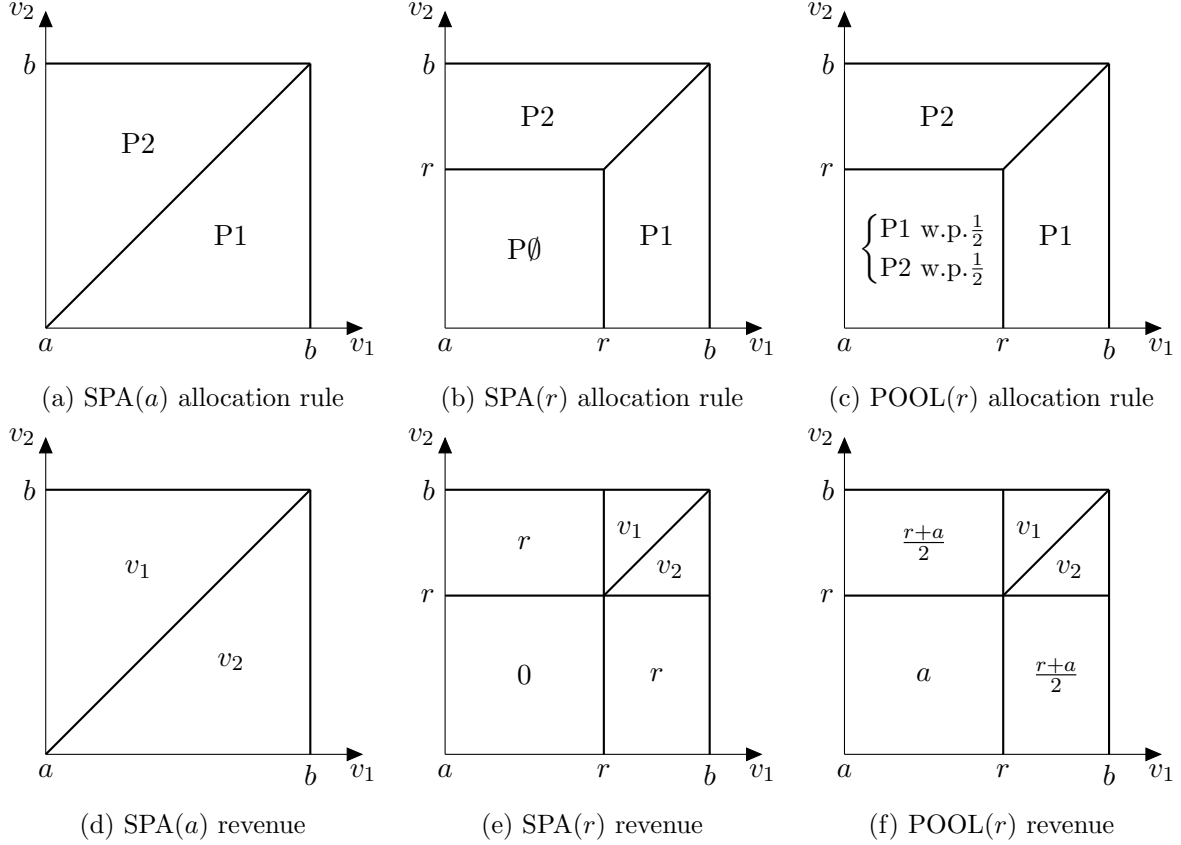 v₂ v₂ v₂
b b b
P2 P2 P2
r r
P1 P∅ P1 { P1 w.p. ½ P1
P2 w.p. ½
a b v₁ a r b v₁ a r b v₁
(a) SPA(a) allocation rule (b) SPA(r) allocation rule (c) POOL(r) allocation rule
v₂ v₂ v₂
b b b
v₁ r v₁ v₂ (r+a)/2 v₁ v₂
r r
v₂ 0 r a (r+a)/2
a b v₁ a r b v₁ a r b v₁
(d) SPA(a) revenue (e) SPA(r) revenue (f) POOL(r) revenue